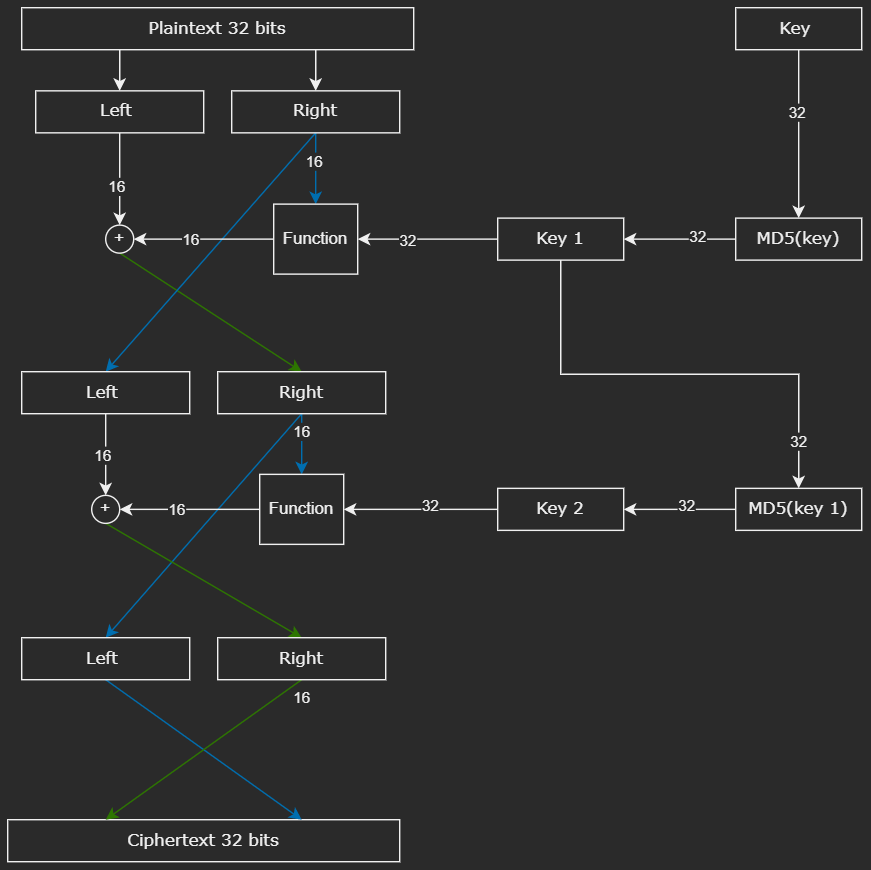 Plaintext 32 bits
Key
Left
Right
32
16
16
+
16
Function
32
Key 1
32
MD5(key)
Left
Right
16
32
16
+
16
Function
32
Key 2
32
MD5(key 1)
Left
Right
16
Ciphertext 32 bits